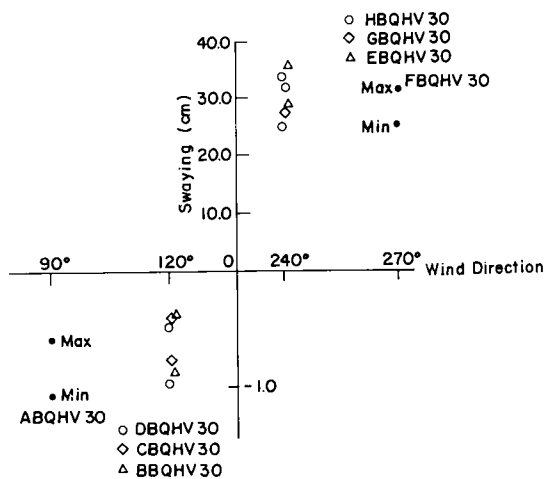 HBQHV 30
GBQHV 30
EBQHV 30
40.0
Max FBQHV 30
30.0
Min
Swaying (cm)
20.0
10.0
90° 120° 0 240° 270° Wind Direction
Max
Min
-1.0
ABQHV 30
DBQHV 30
CBQHV 30
BBQHV 30